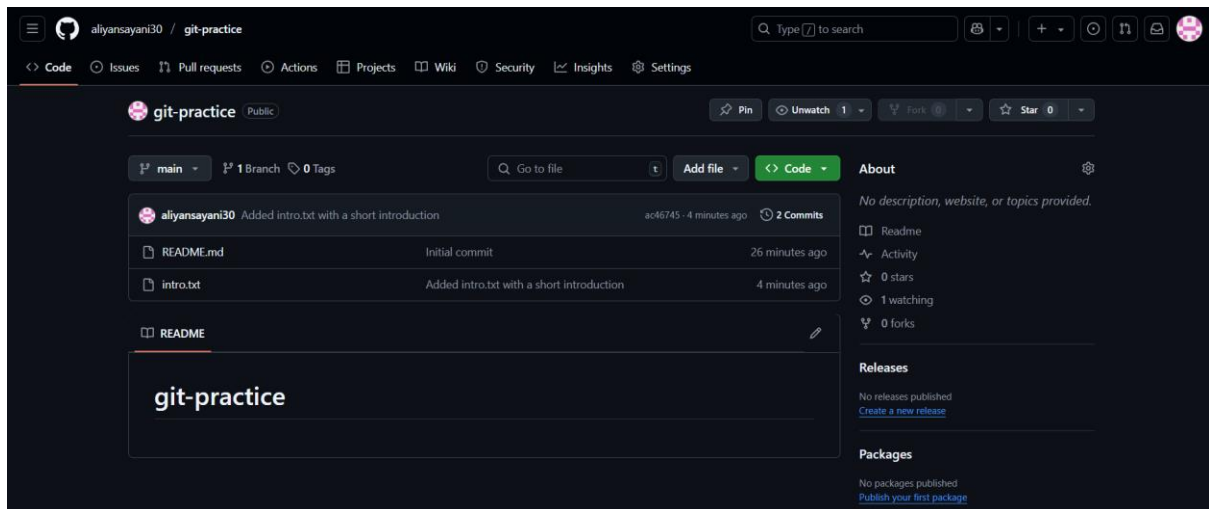 aliyansayani30 / git-practice
Type / to search
Code Issues Pull requests Actions Projects Wiki Security Insights Settings
git-practice Public
Pin Unwatch 1 Fork 0 Star 0
main 1 Branch 0 Tags
Go to file t Add file Code
aliyansayani30 Added intro.txt with a short introduction ac46745 · 4 minutes ago 2 Commits
README.md Initial commit 26 minutes ago
intro.txt Added intro.txt with a short introduction 4 minutes ago
README
git-practice
About
No description, website, or topics provided.
Readme
Activity
0 stars
1 watching
0 forks
Releases
No releases published
Create a new release
Packages
No packages published
Publish your first package